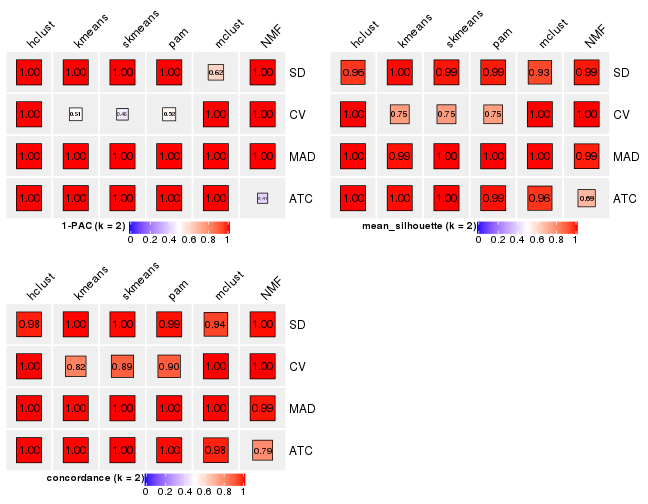 hclust kmeans skmeans pam mclust NMF
1.00 1.00 1.00 1.00 0.62 1.00 SD
1.00 0.51 0.52 1.00 1.00 CV
1.00 1.00 1.00 1.00 1.00 1.00 MAD
1.00 1.00 1.00 1.00 1.00 ATC
1-PAC (k = 2)
0 0.2 0.4 0.6 0.8 1
hclust kmeans skmeans pam mclust NMF
0.96 1.00 0.99 0.99 0.93 0.99 SD
1.00 0.75 0.75 0.75 1.00 1.00 CV
1.00 0.99 1.00 1.00 1.00 0.99 MAD
1.00 1.00 1.00 0.99 0.96 0.69 ATC
mean_silhouette (k = 2)
0 0.2 0.4 0.6 0.8 1
hclust kmeans skmeans pam mclust NMF
0.98 1.00 1.00 0.99 0.94 1.00 SD
1.00 0.82 0.89 0.90 1.00 1.00 CV
1.00 1.00 1.00 1.00 1.00 0.99 MAD
1.00 1.00 1.00 1.00 0.98 0.79 ATC
concordance (k = 2)
0 0.2 0.4 0.6 0.8 1